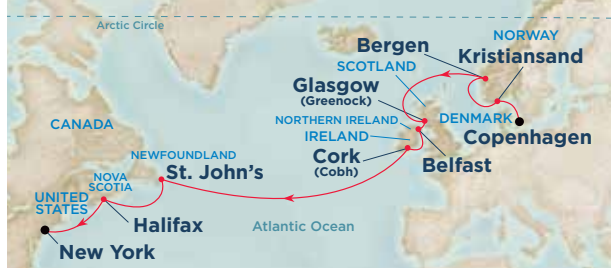 Arctic Circle
NORWAY
Bergen
Kristiansand
SCOTLAND
Glasgow
(Greenock)
NORTHERN IRELAND
DENMARK
Copenhagen
IRELAND
Cork
(Cobh)
Belfast
CANADA
NEWFOUNDLAND
St. John's
NOVA
SCOTIA
UNITED
STATES
Halifax
Atlantic Ocean
New York